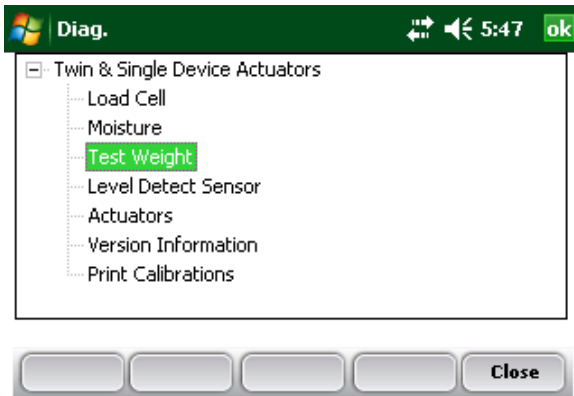 Diag. 5:47 ok
Twin & Single Device Actuators
Load Cell
Moisture
Test Weight
Level Detect Sensor
Actuators
Version Information
Print Calibrations
Close